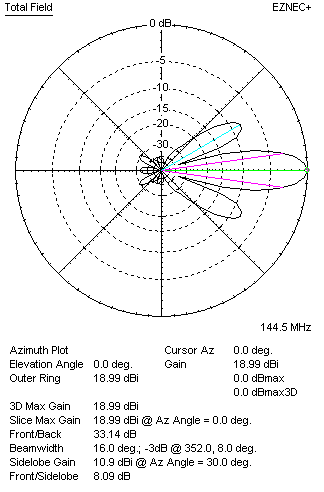 Total Field EZNEC+
0 dB
-5
-10
-15
-20
-30
144.5 MHz
Azimuth Plot Cursor Az 0.0 deg.
Elevation Angle 0.0 deg. Gain 18.99 dBi
Outer Ring 18.99 dBi 0.0 dBmax
0.0 dBmax3D
3D Max Gain 18.99 dBi
Slice Max Gain 18.99 dBi @ Az Angle = 0.0 deg.
Front/Back 33.14 dB
Beamwidth 16.0 deg.; -3dB @ 352.0, 8.0 deg.
Sidelobe Gain 10.9 dBi @ Az Angle = 30.0 deg.
Front/Sidelobe 8.09 dB